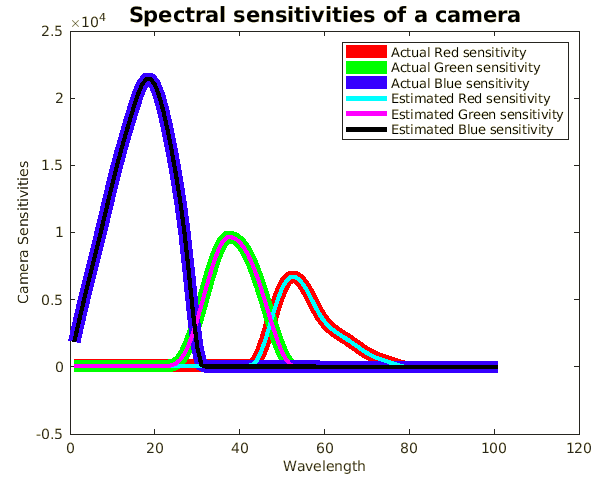 Spectral sensitivities of a camera
×10⁴
2.5
2
1.5
1
0.5
0
-0.5
Camera Sensitivities
Actual Red sensitivity
Actual Green sensitivity
Actual Blue sensitivity
Estimated Red sensitivity
Estimated Green sensitivity
Estimated Blue sensitivity
0 20 40 60 80 100 120
Wavelength